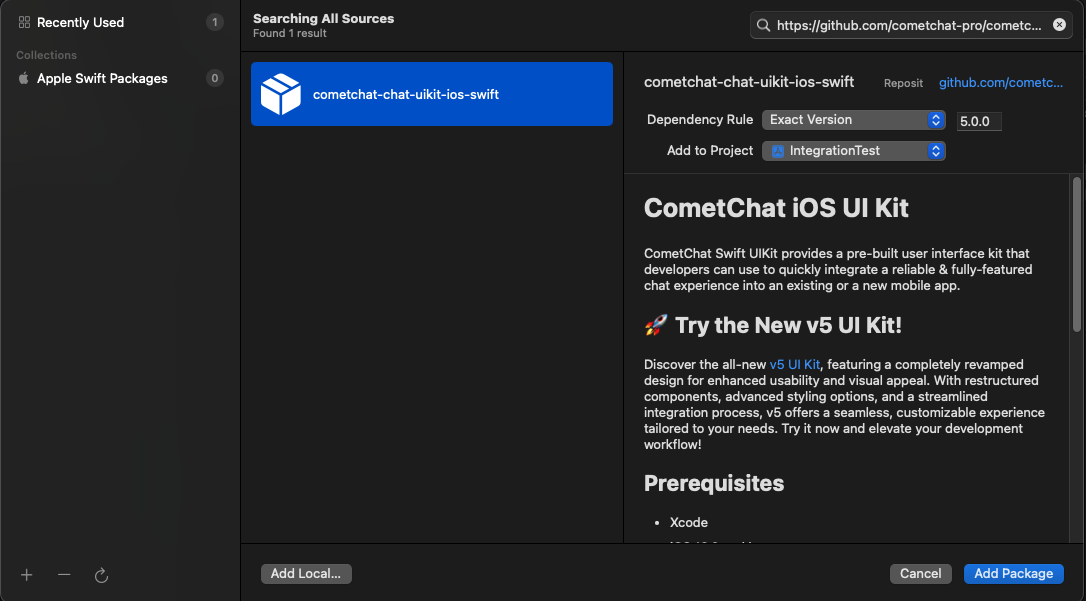 Recently Used
1
Collections
Apple Swift Packages
0
Searching All Sources
Found 1 result
https://github.com/cometchat-pro/cometc...
cometchat-chat-uikit-ios-swift
cometchat-chat-uikit-ios-swift
Reposit
github.com/cometc...
Dependency Rule
Exact Version
5.0.0
Add to Project
IntegrationTest
CometChat iOS UI Kit
CometChat Swift UIKit provides a pre-built user interface kit that
developers can use to quickly integrate a reliable & fully-featured
chat experience into an existing or a new mobile app.
🚀 Try the New v5 UI Kit!
Discover the all-new v5 UI Kit, featuring a completely revamped
design for enhanced usability and visual appeal. With restructured
components, advanced styling options, and a streamlined
integration process, v5 offers a seamless, customizable experience
tailored to your needs. Try it now and elevate your development
workflow!
Prerequisites
• Xcode
Add Local...
Cancel
Add Package